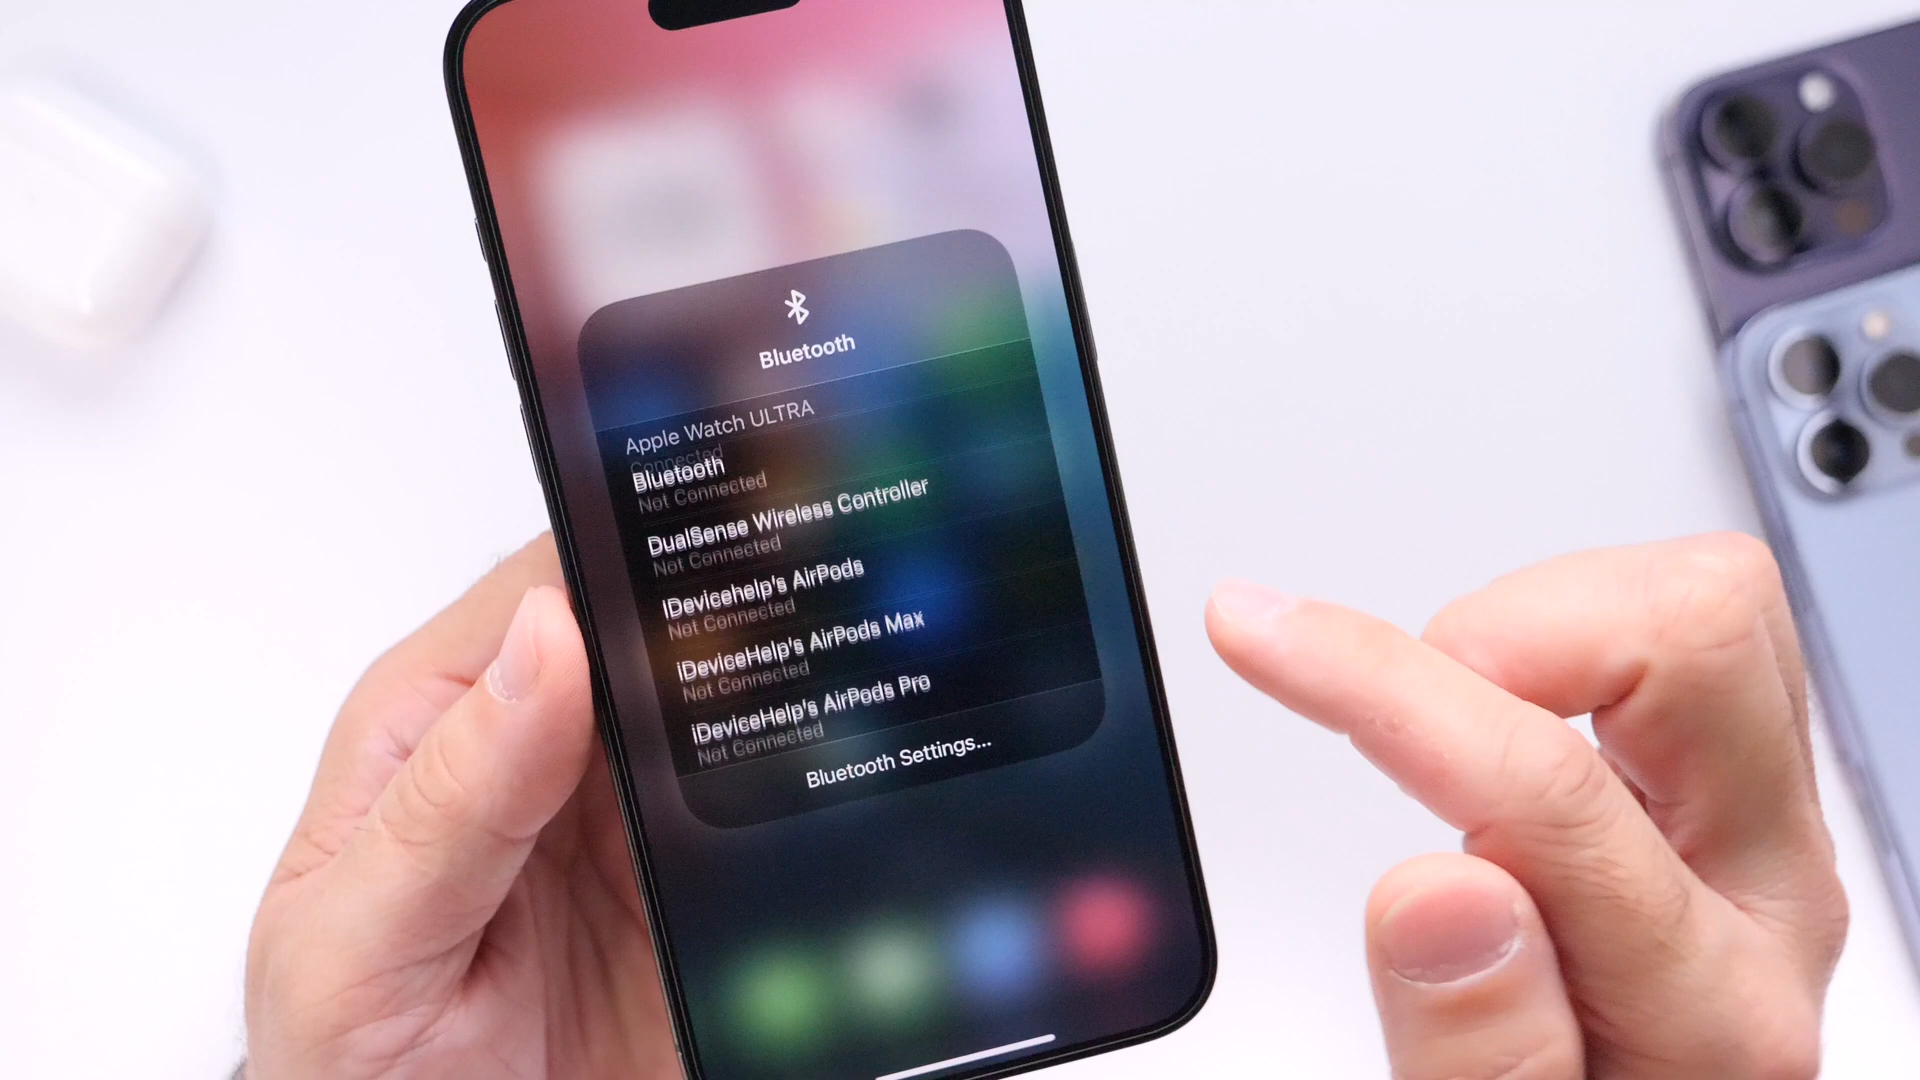 Bluetooth
Apple Watch ULTRA
Connected
Bluetooth
Not Connected
DualSense Wireless Controller
Not Connected
iDevicehelp's AirPods
Not Connected
iDeviceHelp's AirPods Max
Not Connected
iDeviceHelp's AirPods Pro
Not Connected
Bluetooth Settings...